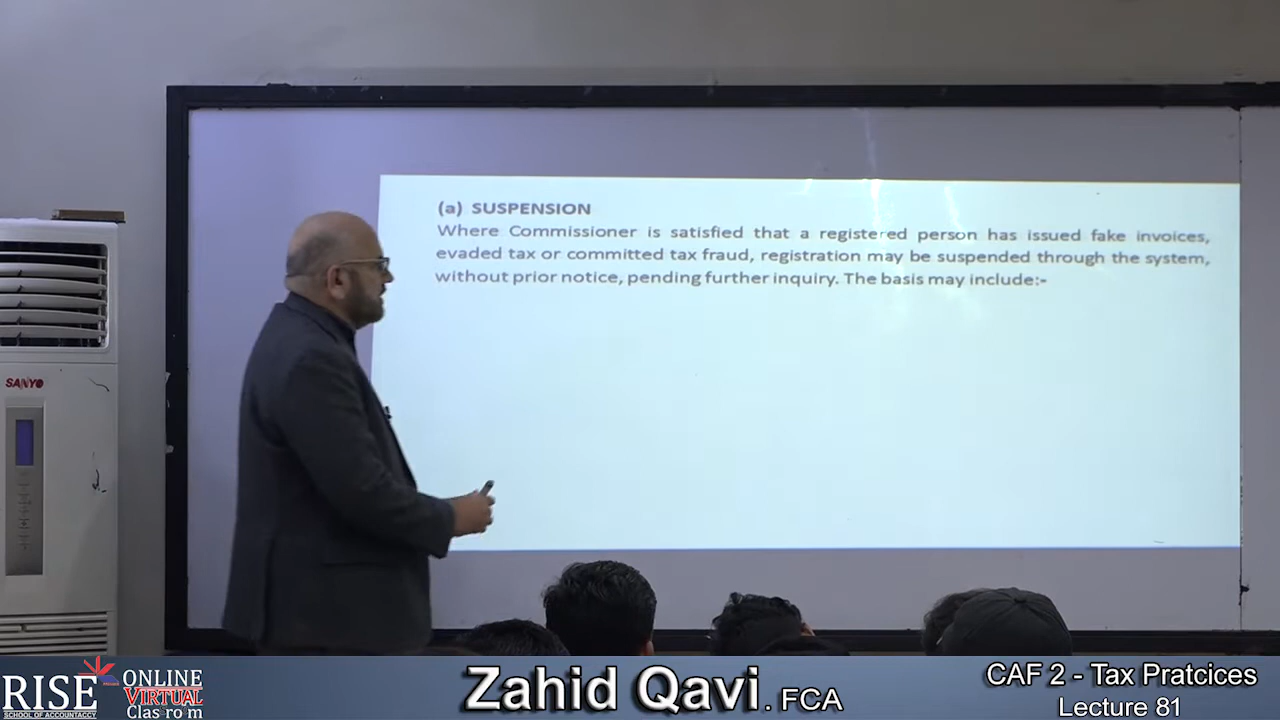 (a) SUSPENSION
Where Commissioner is satisfied that a registered person has issued fake invoices,
evaded tax or committed tax fraud, registration may be suspended through the system,
without prior notice, pending further inquiry. The basis may include:-
SANYO
RISE
SCHOOL OF ACCOUNTACY
ONLINE
VIRTUAL
Clas ro m
Zahid Qavi. FCA
CAF 2 - Tax Pratcices
Lecture 81